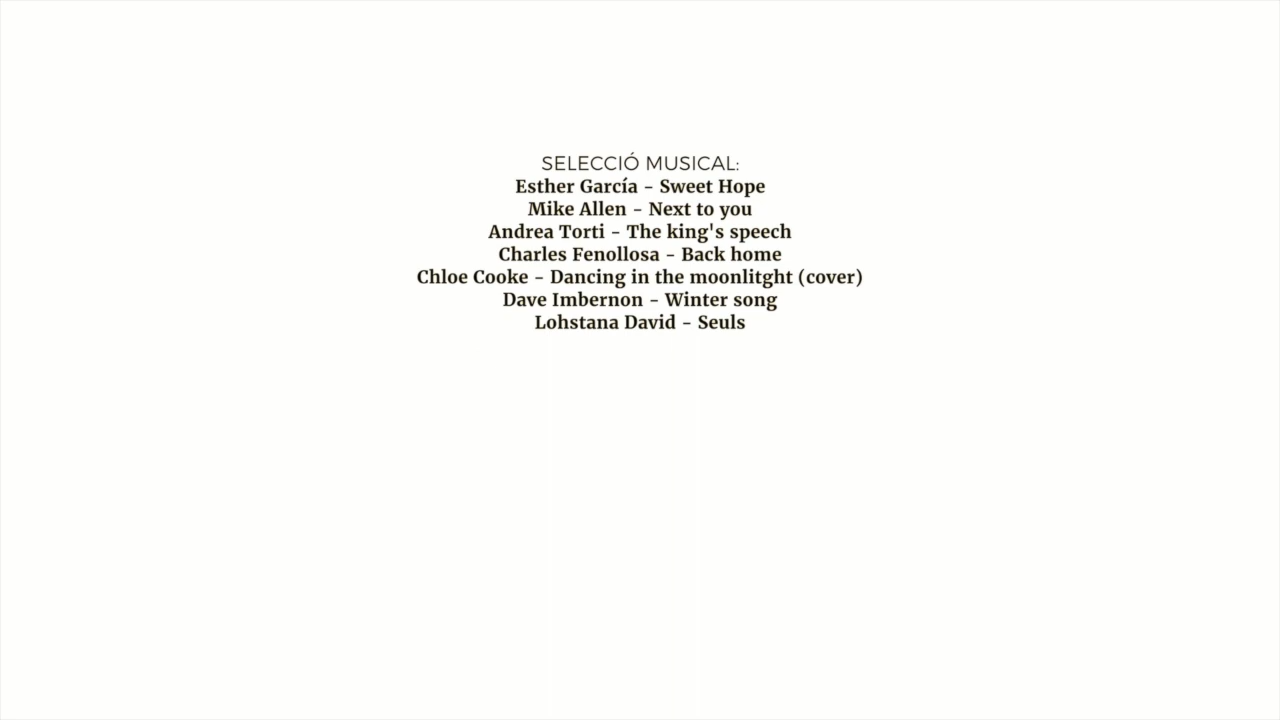 SELECCIÓ MUSICAL:
Esther García - Sweet Hope
Mike Allen - Next to you
Andrea Torti - The king's speech
Charles Fenollosa - Back home
Chloe Cooke - Dancing in the moonlitght (cover)
Dave Imbernon - Winter song
Lohstana David - Seuls